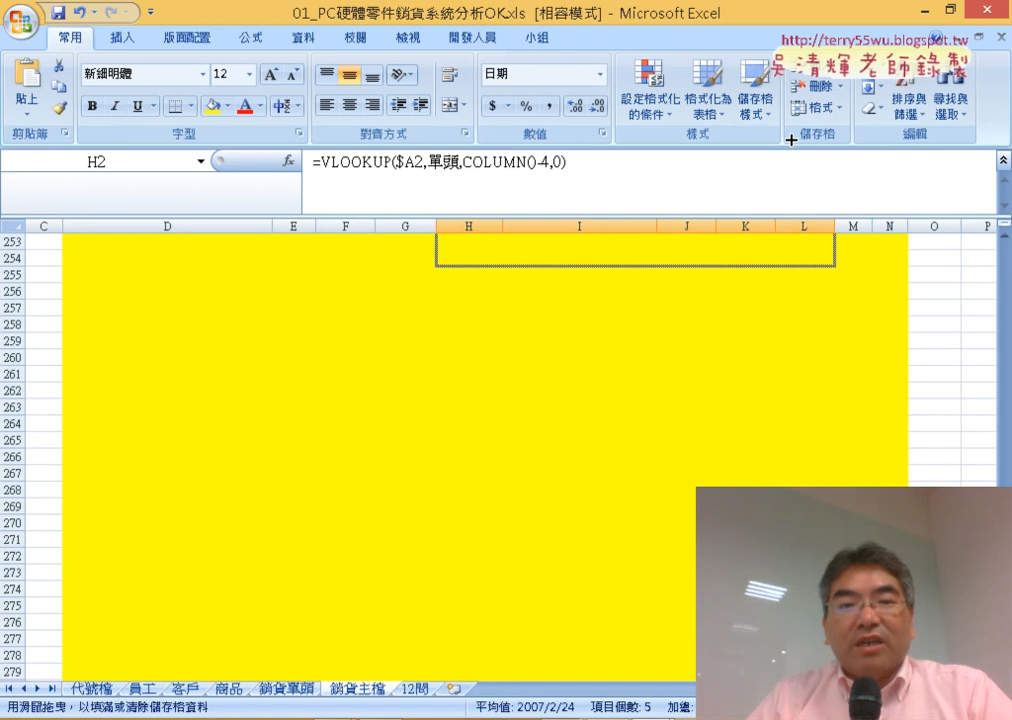 01_PC硬體零件銷貨系統分析OK.xls [相容模式] - Microsoft Excel
常用 插入 版面配置 公式 資料 校閱 檢視 開發人員 小組
http://terry55wu.blogspot.tw
吳清輝老師錄製
貼上 新細明體 12 A A 日期 設定格式化的條件 格式化為表格 儲存格樣式 刪除 格式 排序與篩選 尋找與選取
B I U A 中 $ % , .00 .0
剪貼簿 字型 對齊方式 數值 樣式 儲存格 編輯
H2 fx =VLOOKUP($A2,單頭,COLUMN()-4,0)
C D E F G H I J K L M N O P
253
254
255
256
257
258
259
260
261
262
263
264
265
266
267
268
269
270
271
272
273
274
275
276
277
278
279
代號檔 員工 客戶 商品 銷貨單頭 銷貨主檔 12問
用滑鼠拖曳，以填滿或清除儲存格資料 平均值: 2007/2/24 項目個數: 5 加總: